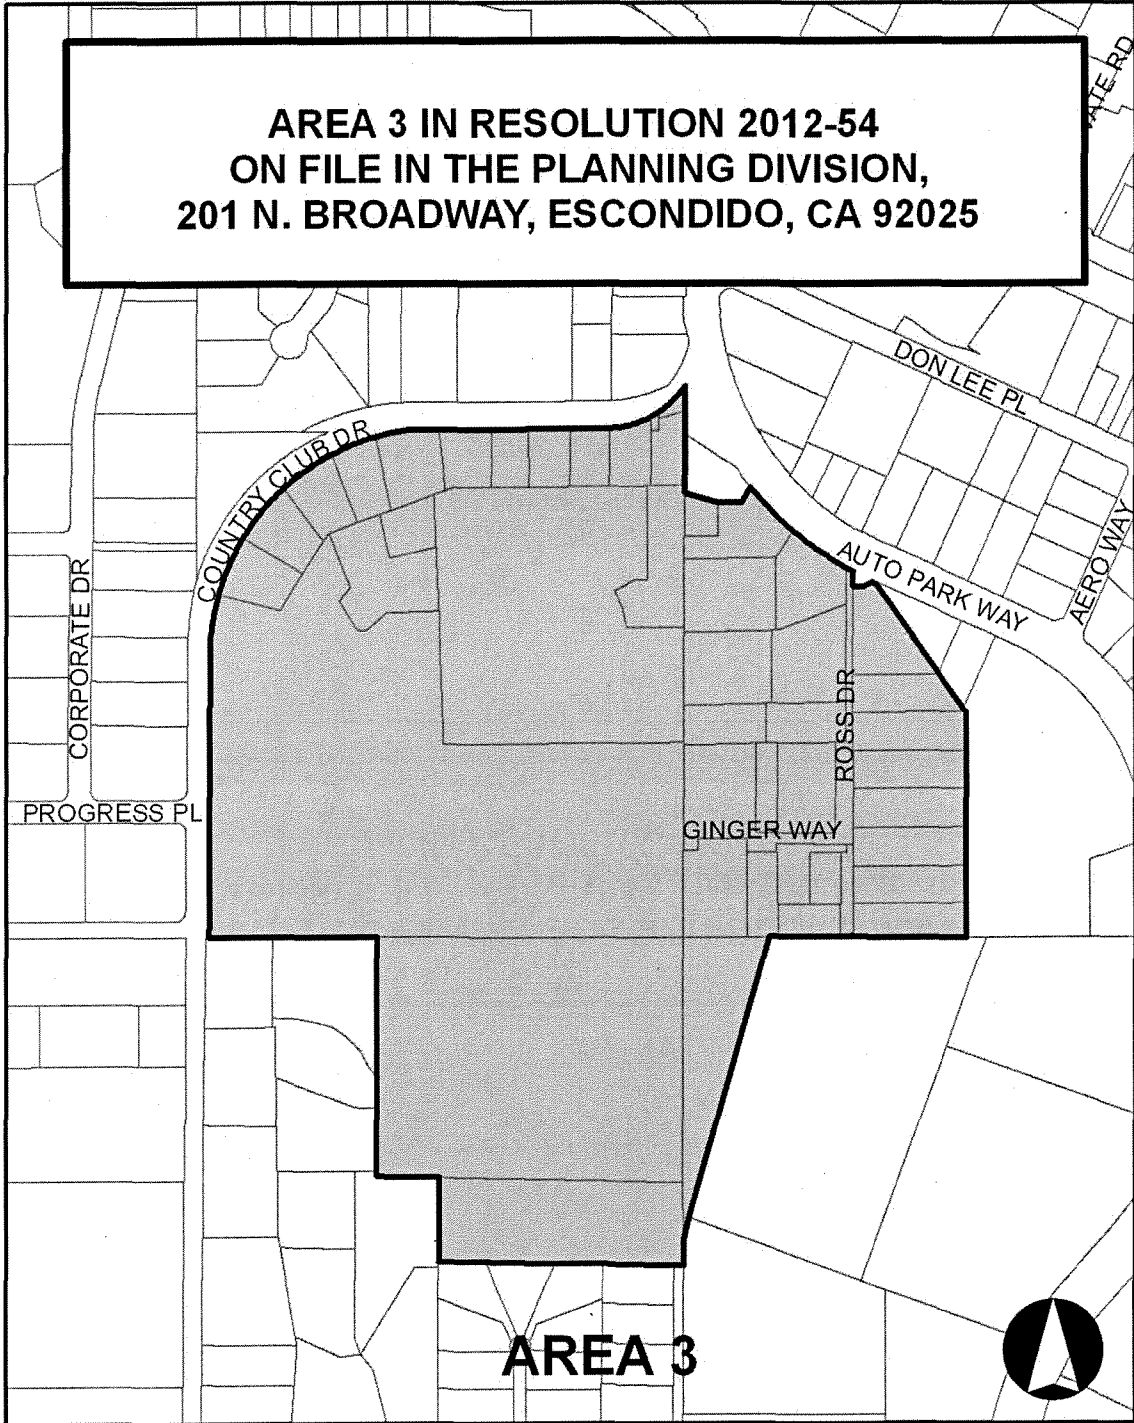 AREA 3 IN RESOLUTION 2012-54
ON FILE IN THE PLANNING DIVISION,
201 N. BROADWAY, ESCONDIDO, CA 92025
VATE RD
DON LEE PL
COUNTRY CLUB DR
AUTO PARK WAY
AERO WAY
CORPORATE DR
ROSS DR
PROGRESS PL
GINGER WAY
AREA 3